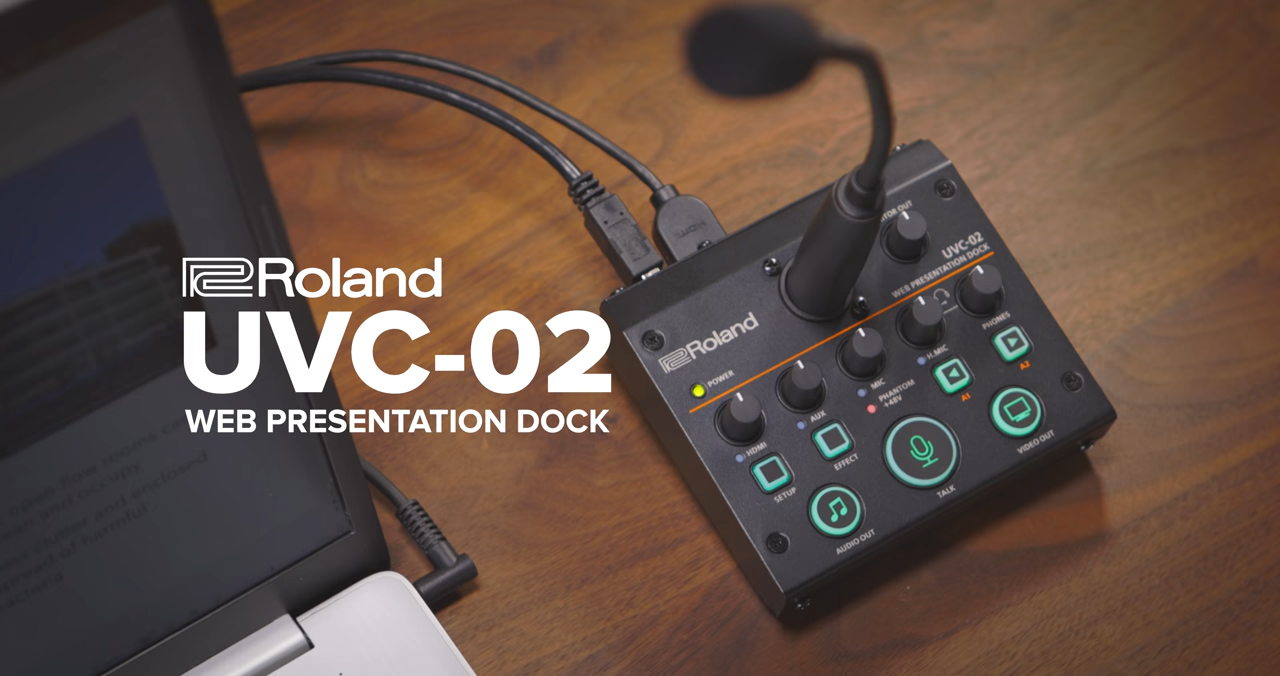 Roland
UVC-02
WEB PRESENTATION DOCK
HDMI
Roland
UVC-02
WEB PRESENTATION DOCK
POWER
HDMI
AUX
MIC
H.MIC
PHONES
PHANTOM
+48V
A1
A2
SETUP
EFFECT
AUDIO OUT
TALK
VIDEO OUT